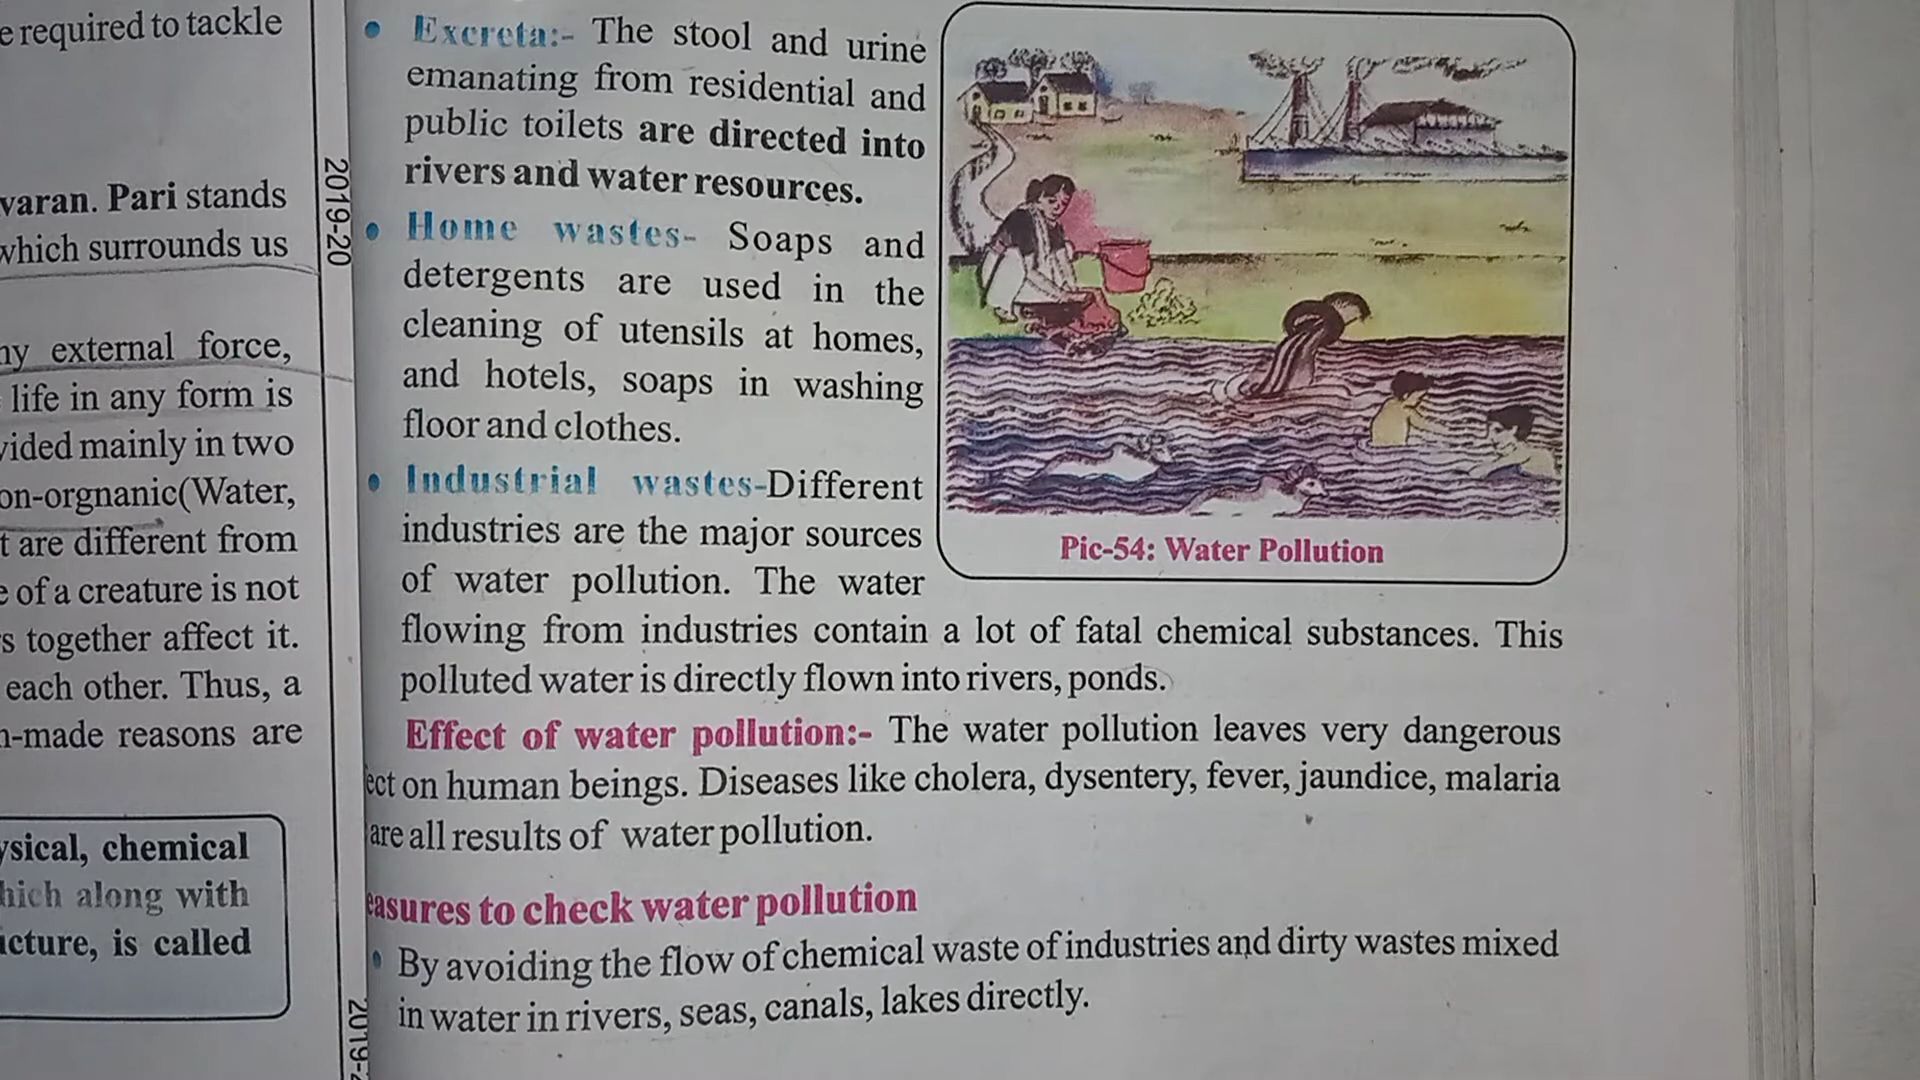 e required to tackle
varan. Pari stands
which surrounds us
ny external force,
life in any form is
vided mainly in two
on-orgnanic(Water,
t are different from
e of a creature is not
s together affect it.
each other. Thus, a
n-made reasons are
ysical, chemical
hich along with
icture, is called
2019-20
2019-2
• Excreta:- The stool and urine
emanating from residential and
public toilets are directed into
rivers and water resources.
• Home wastes- Soaps and
detergents are used in the
cleaning of utensils at homes,
and hotels, soaps in washing
floor and clothes.
• Industrial wastes-Different
industries are the major sources
of water pollution. The water
flowing from industries contain a lot of fatal chemical substances. This
polluted water is directly flown into rivers, ponds.
Pic-54: Water Pollution
Effect of water pollution:- The water pollution leaves very dangerous
ect on human beings. Diseases like cholera, dysentery, fever, jaundice, malaria
are all results of water pollution.
easures to check water pollution
• By avoiding the flow of chemical waste of industries and dirty wastes mixed
in water in rivers, seas, canals, lakes directly.